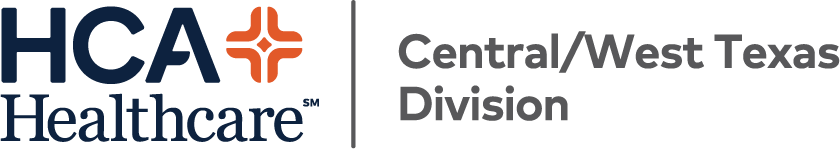 HCA
Healthcare℠
Central/West Texas
Division